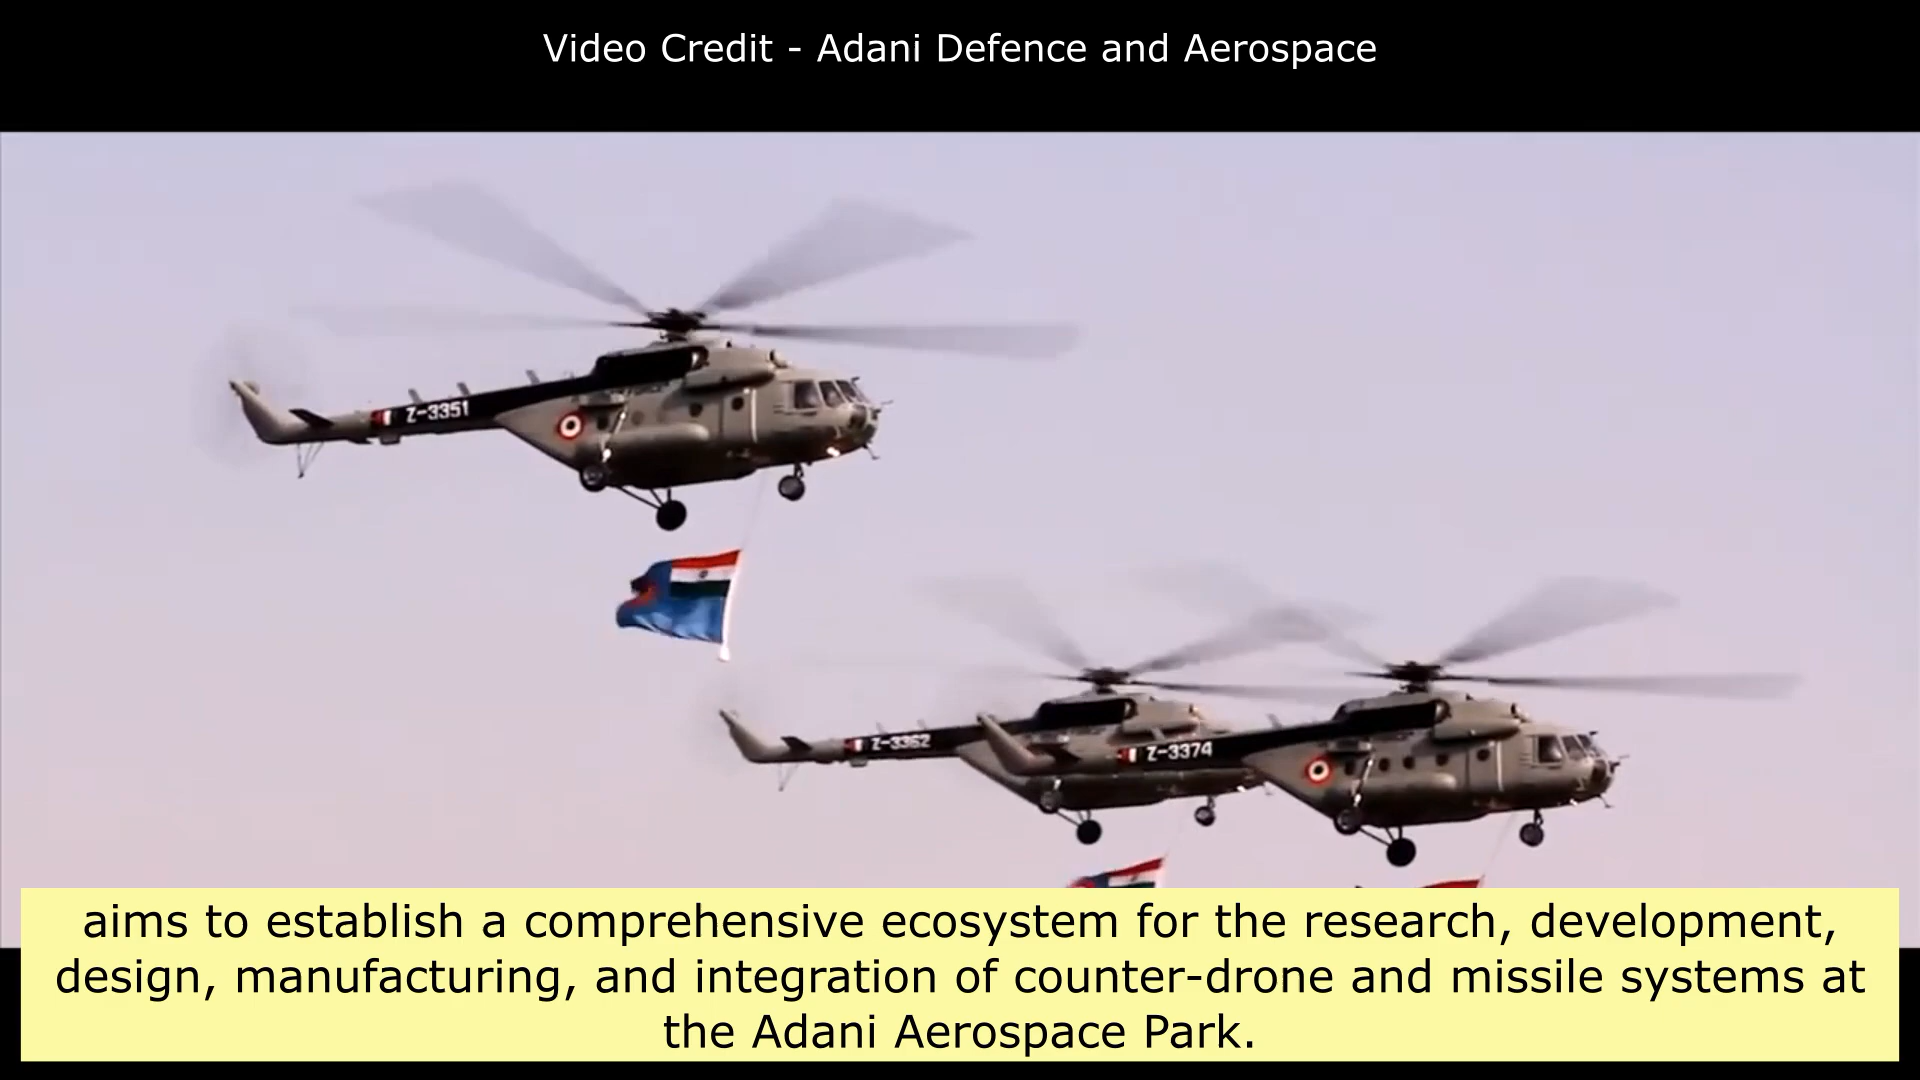 Video Credit - Adani Defence and Aerospace
Z-3351
Z-3362
Z-3374
aims to establish a comprehensive ecosystem for the research, development,
design, manufacturing, and integration of counter-drone and missile systems at
the Adani Aerospace Park.